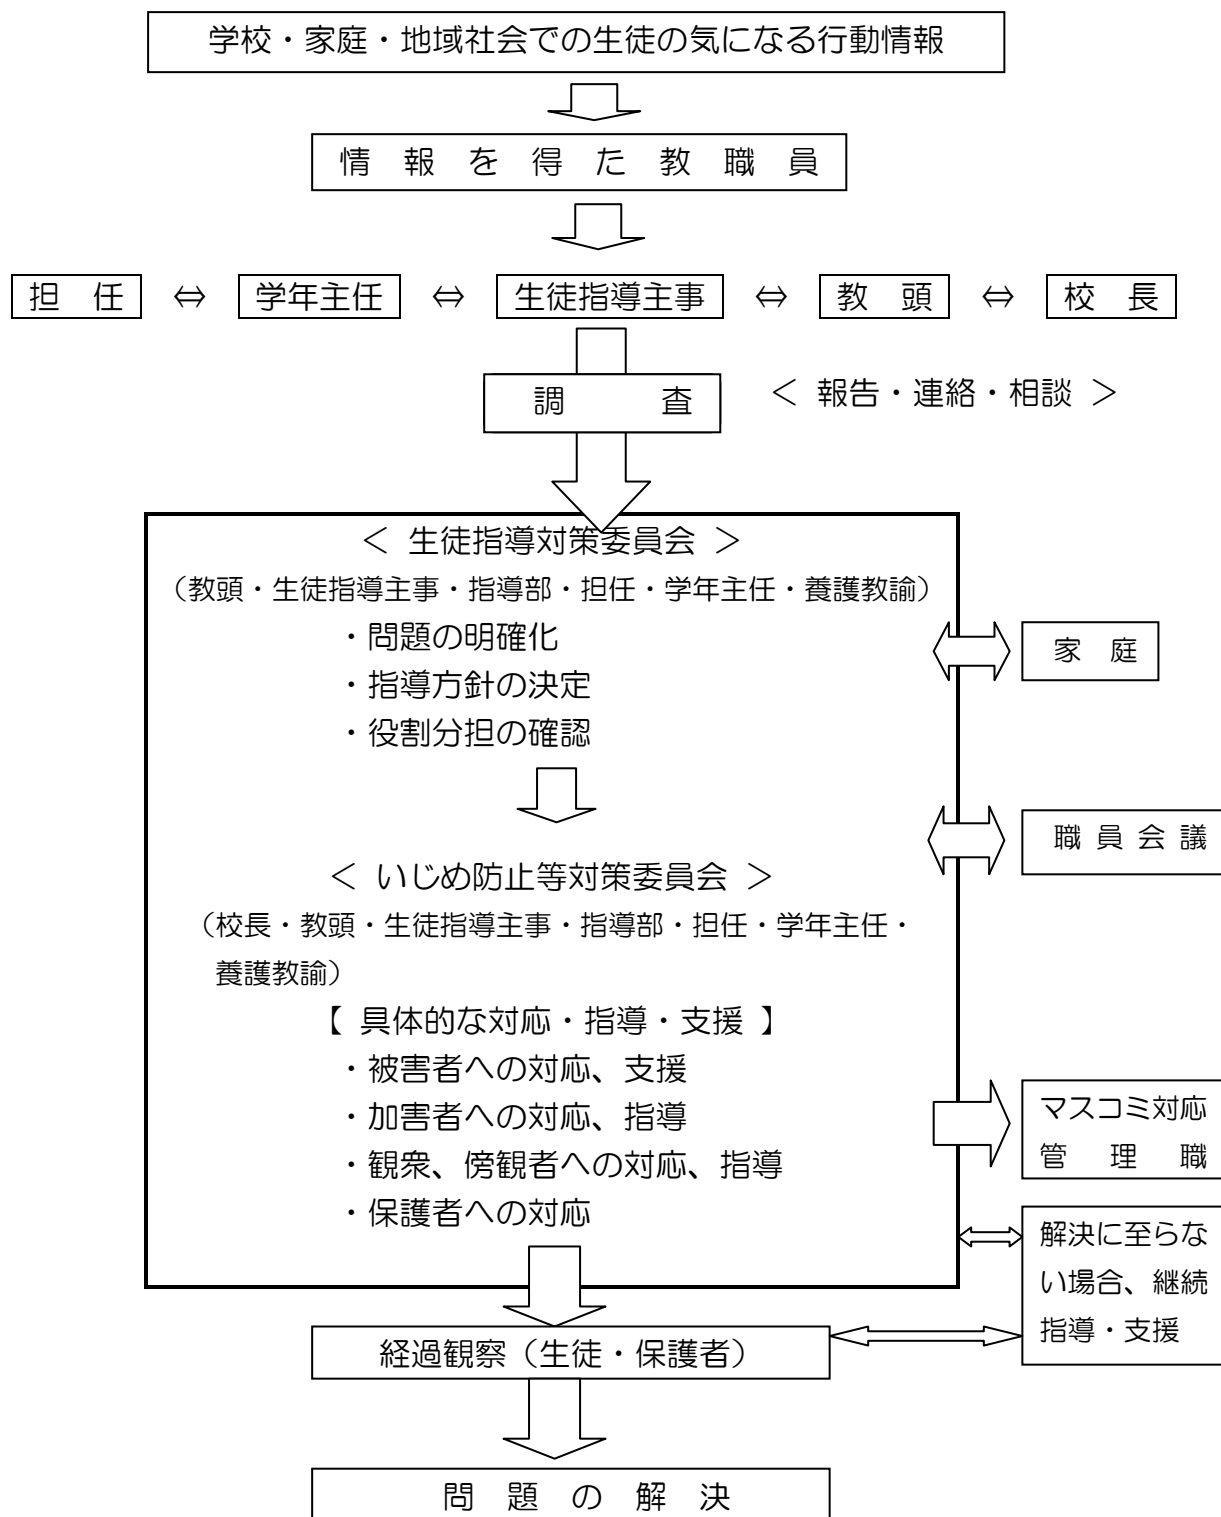 学校・家庭・地域社会での生徒の気になる行動情報
情報を得た教職員
担任 ⇔ 学年主任 ⇔ 生徒指導主事 ⇔ 教頭 ⇔ 校長
調査
＜ 報告・連絡・相談 ＞
＜ 生徒指導対策委員会 ＞
（教頭・生徒指導主事・指導部・担任・学年主任・養護教諭）
・問題の明確化
・指導方針の決定
・役割分担の確認
家庭
職員会議
＜ いじめ防止等対策委員会 ＞
（校長・教頭・生徒指導主事・指導部・担任・学年主任・
養護教諭）
【 具体的な対応・指導・支援 】
・被害者への対応、支援
・加害者への対応、指導
・観衆、傍観者への対応、指導
・保護者への対応
マスコミ対応
管理職
解決に至らな
い場合、継続
指導・支援
経過観察（生徒・保護者）
問題の解決